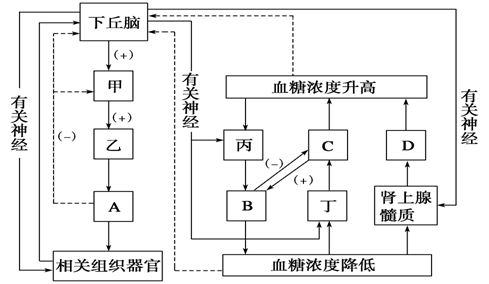 下丘脑
(+)
甲
(+)
乙
(−)
A
相关组织器官
有关神经
有关神经
有关神经
血糖浓度升高
丙
C
D
(−)
(+)
B
丁
肾上腺
髓质
血糖浓度降低